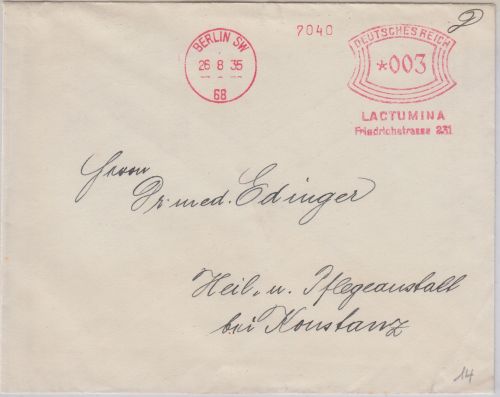 7040
BERLIN SW
26 8 35
68
DEUTSCHES REICH
*003
LACTUMINA
Friedrichstrasse 231
Herrn
Dr. med. Edinger
Heil- u. Pflegeanstalt
bei Konstanz
14